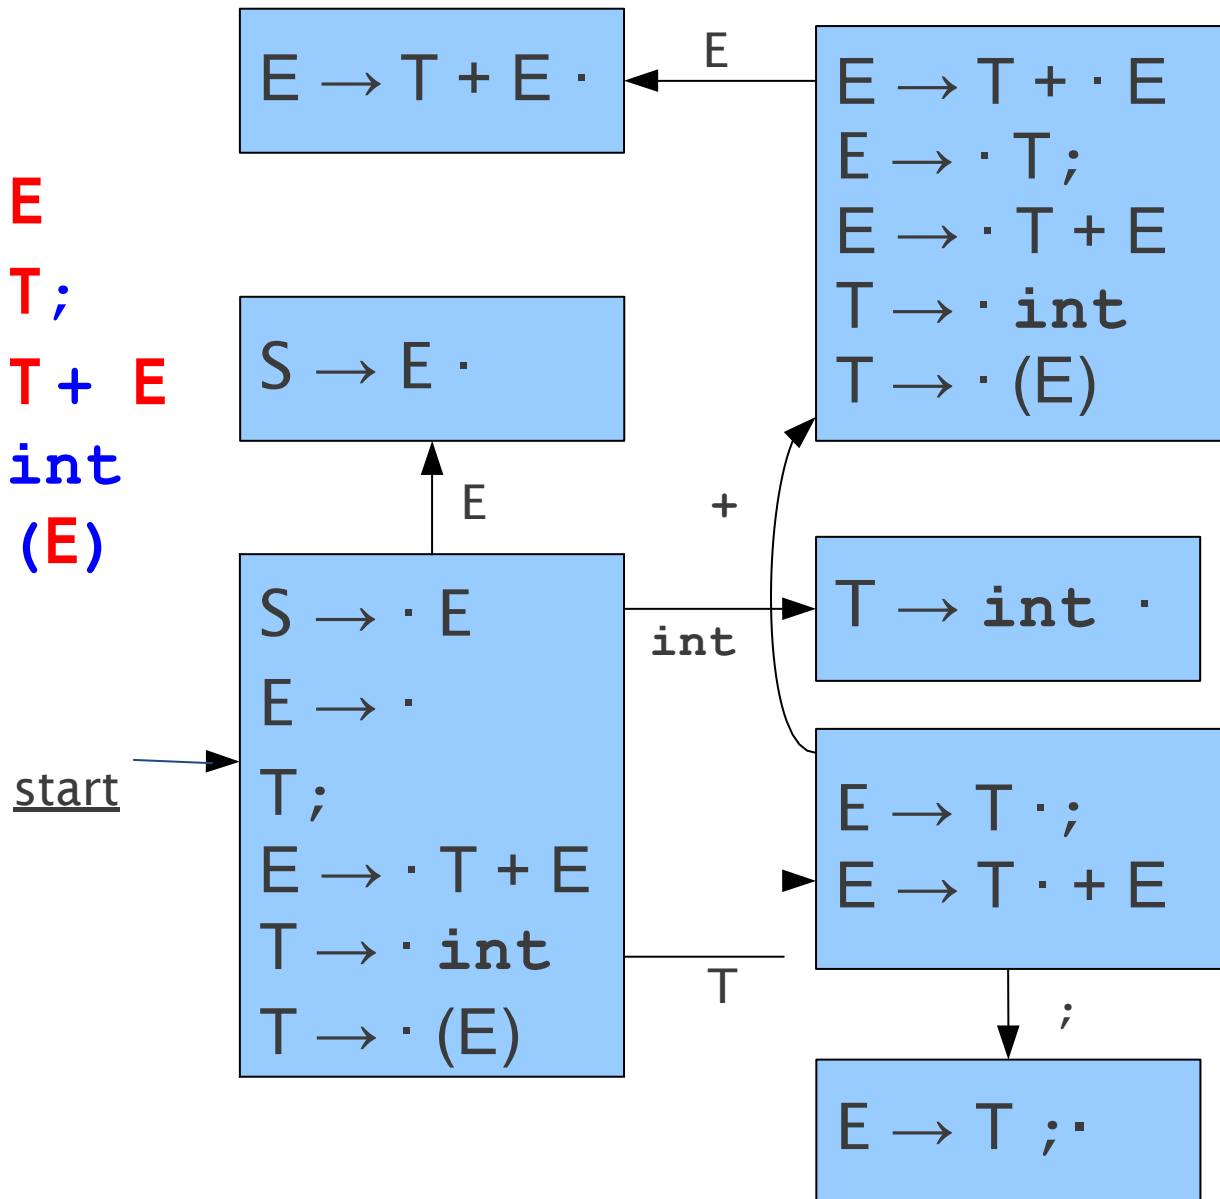 E → T + E ·
E
E → T + · E
E → · T ;
E → · T + E
T → · int
T → · (E)
E
T ;
T + E
int
(E)
S → E ·
E
+
S → · E
E → ·
T ;
E → · T + E
T → · int
T → · (E)
int
T → int ·
start
E → T · ;
E → T · + E
T
;
E → T ; ·